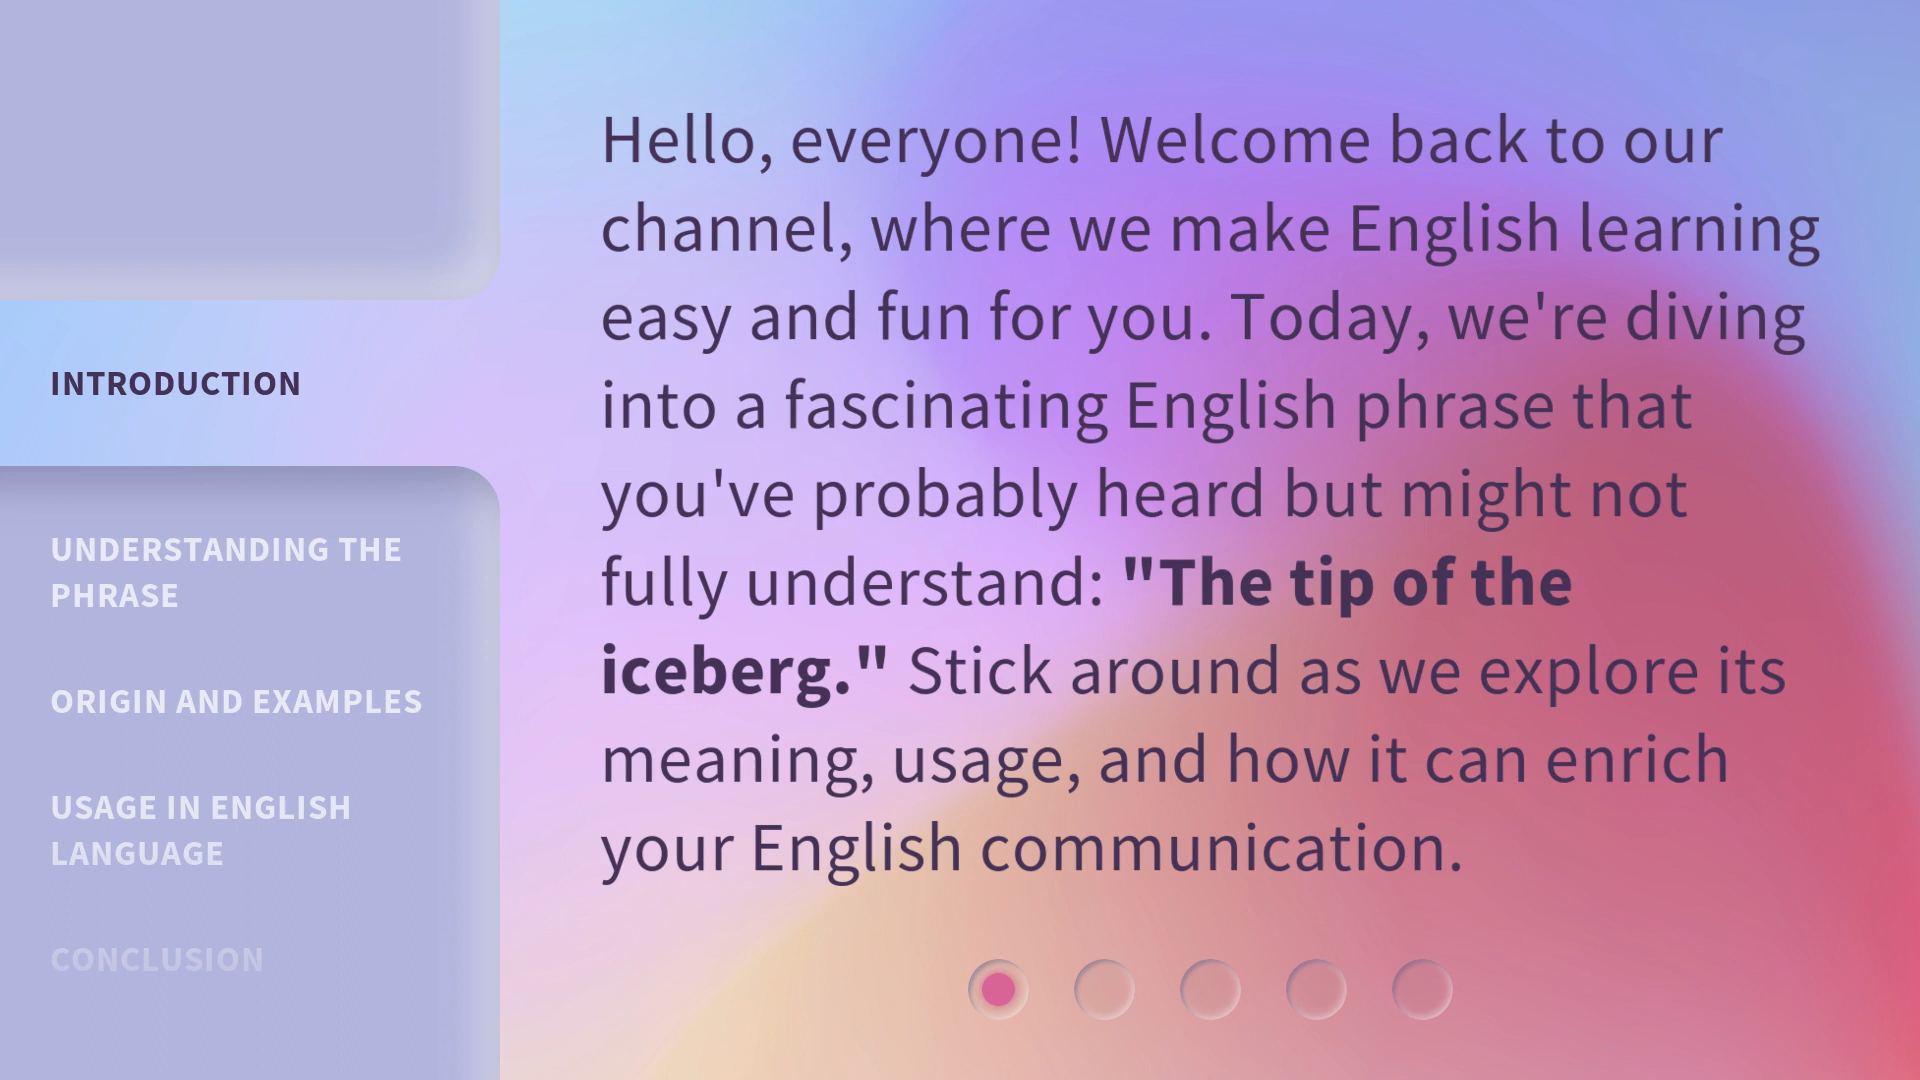 INTRODUCTION
UNDERSTANDING THE
PHRASE
ORIGIN AND EXAMPLES
USAGE IN ENGLISH
LANGUAGE
CONCLUSION
Hello, everyone! Welcome back to our
channel, where we make English learning
easy and fun for you. Today, we're diving
into a fascinating English phrase that
you've probably heard but might not
fully understand: "The tip of the
iceberg." Stick around as we explore its
meaning, usage, and how it can enrich
your English communication.